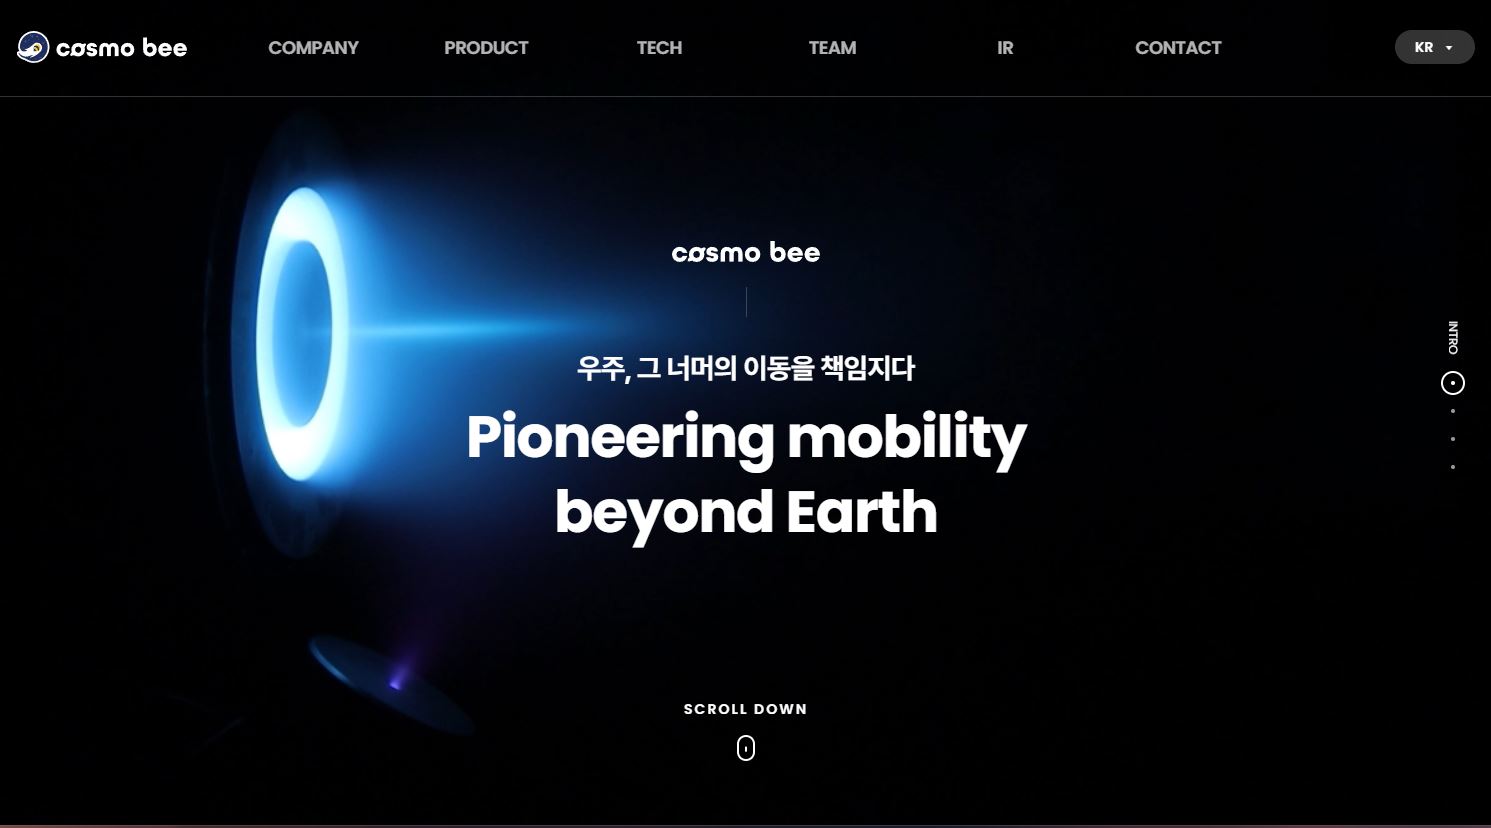 cosmo bee
COMPANY
PRODUCT
TECH
TEAM
IR
CONTACT
KR
cosmo bee
우주, 그 너머의 이동을 책임지다
Pioneering mobility
beyond Earth
INTRO
SCROLL DOWN